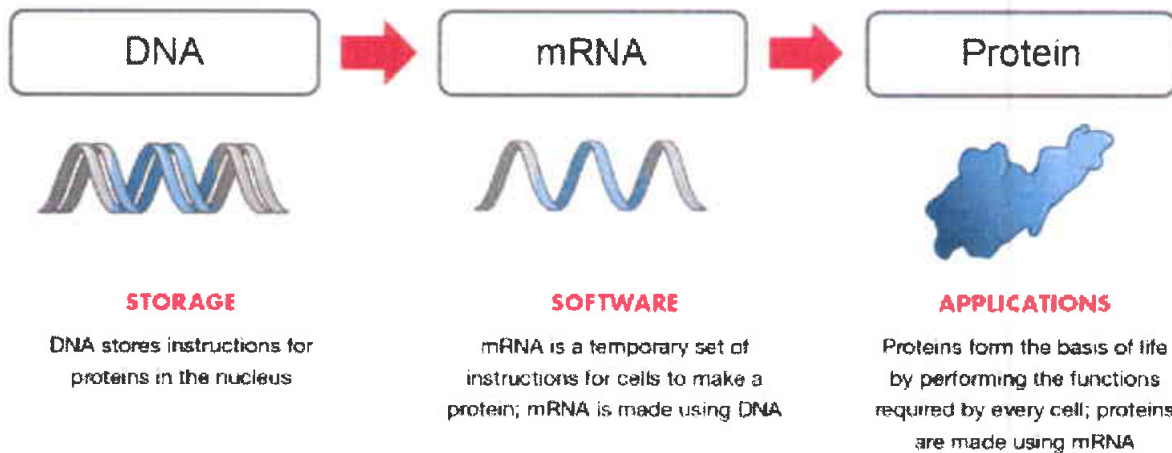 DNA
mRNA
Protein
STORAGE
DNA stores instructions for
proteins in the nucleus
SOFTWARE
mRNA is a temporary set of
instructions for cells to make a
protein; mRNA is made using DNA
APPLICATIONS
Proteins form the basis of life
by performing the functions
required by every cell; proteins
are made using mRNA